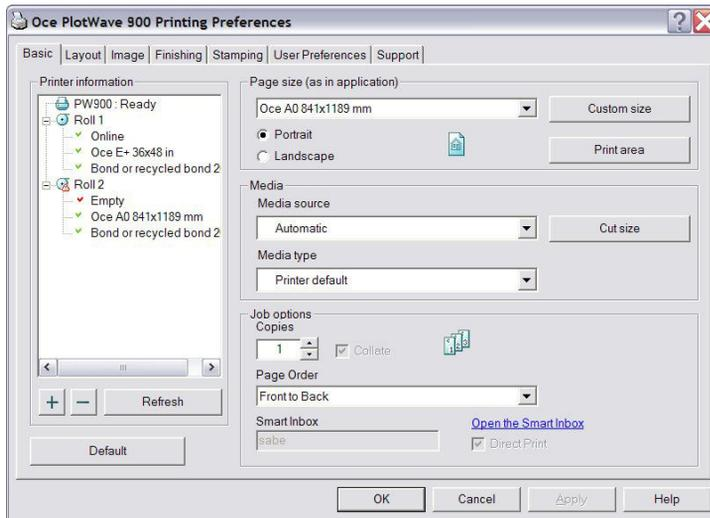 Oce PlotWave 900 Printing Preferences
Basic Layout Image Finishing Stamping User Preferences Support
Printer information
PW900 : Ready
Roll 1
Online
Oce E+ 36x48 in
Bond or recycled bond 2
Roll 2
Empty
Oce A0 841x1189 mm
Bond or recycled bond 2
Refresh
Default
Page size (as in application)
Oce A0 841x1189 mm
Custom size
Portrait
Landscape
Print area
Media
Media source
Automatic
Cut size
Media type
Printer default
Job options
Copies
1
Collate
Page Order
Front to Back
Smart Inbox
Open the Smart Inbox
sabe
Direct Print
OK Cancel Apply Help